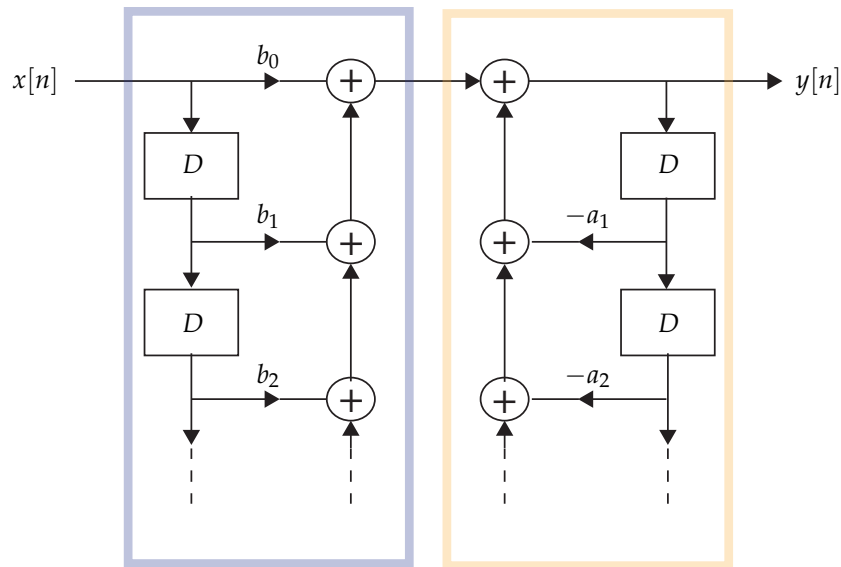 b₀
x[n] + + y[n]
D D
b₁ −a₁
+ +
D D
b₂ −a₂
+ +